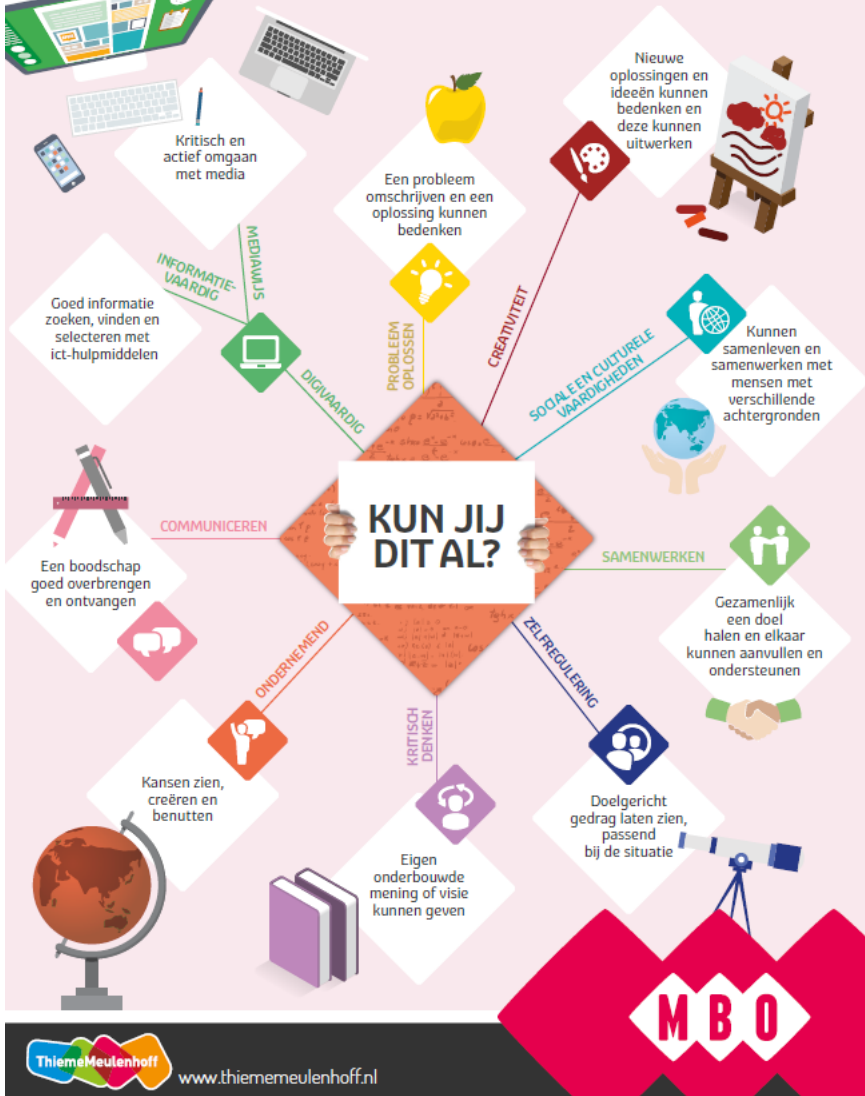 Kritisch en
actief omgaan
met media
Nieuwe
oplossingen en
ideeën kunnen
bedenken en
deze kunnen
uitwerken
Een probleem
omschrijven en een
oplossing kunnen
bedenken
MEDIAWIJS
INFORMATIE-
VAARDIG
Goed informatie
zoeken, vinden en
selecteren met
ict-hulpmiddelen
DIGIVAARDIG
PROBLEEM
OPLOSSEN
CREATIVITEIT
SOCIALE EN CULTURELE
VAARDIGHEDEN
Kunnen
samenleven en
samenwerken met
mensen met
verschillende
achtergronden
KUN JIJ
DIT AL?
COMMUNICEREN
Een boodschap
goed overbrengen
en ontvangen
SAMENWERKEN
Gezamenlijk
een doel
halen en elkaar
kunnen aanvullen en
ondersteunen
ONDERNEMEND
Kansen zien,
creëren en
benutten
KRITISCH
DENKEN
Eigen
onderbouwde
mening of visie
kunnen geven
ZELFREGULERING
Doelgericht
gedrag laten zien,
passend
bij de situatie
MBO
ThiemeMeulenhoff
www.thiememeulenhoff.nl